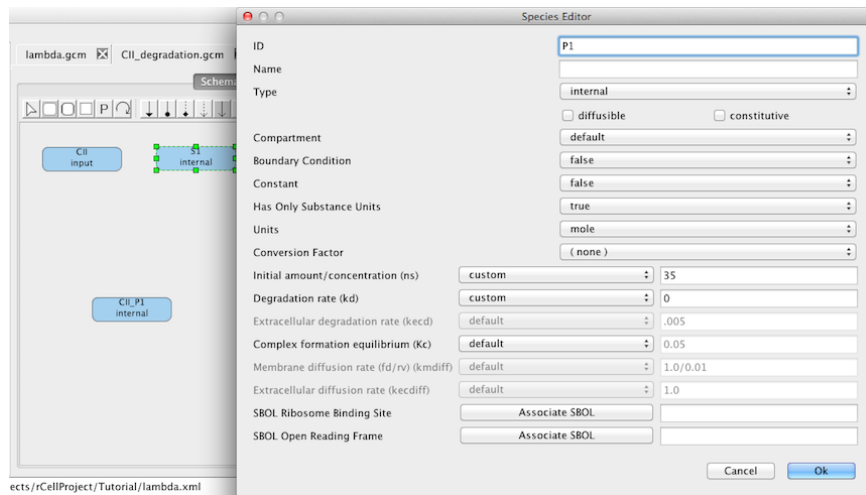 Species Editor
lambda.gcm
CII_degradation.gcm
Schema
P
CII
input
S1
internal
CII_P1
internal
ects/rCellProject/Tutorial/lambda.xml
ID P1
Name
Type internal
diffusible constitutive
Compartment default
Boundary Condition false
Constant false
Has Only Substance Units true
Units mole
Conversion Factor ( none )
Initial amount/concentration (ns) custom 35
Degradation rate (kd) custom 0
Extracellular degradation rate (kecd) default .005
Complex formation equilibrium (Kc) default 0.05
Membrane diffusion rate (fd/rv) (kmdiff) default 1.0/0.01
Extracellular diffusion rate (kecdiff) default 1.0
SBOL Ribosome Binding Site Associate SBOL
SBOL Open Reading Frame Associate SBOL
Cancel Ok